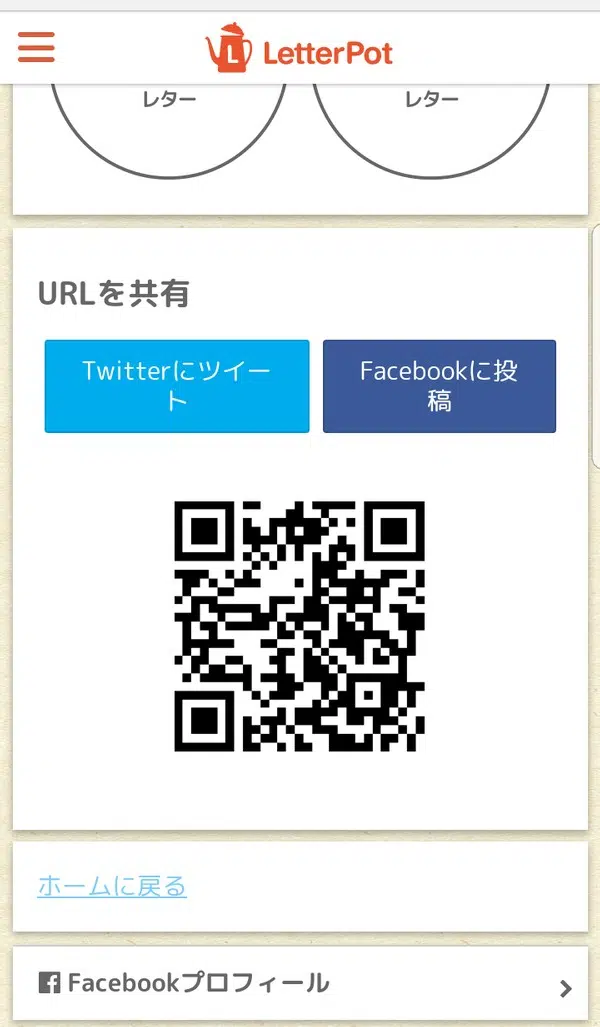 LetterPot
レター
レター
URLを共有
Twitterにツイー
ト
Facebookに投
稿
ホームに戻る
Facebookプロフィール